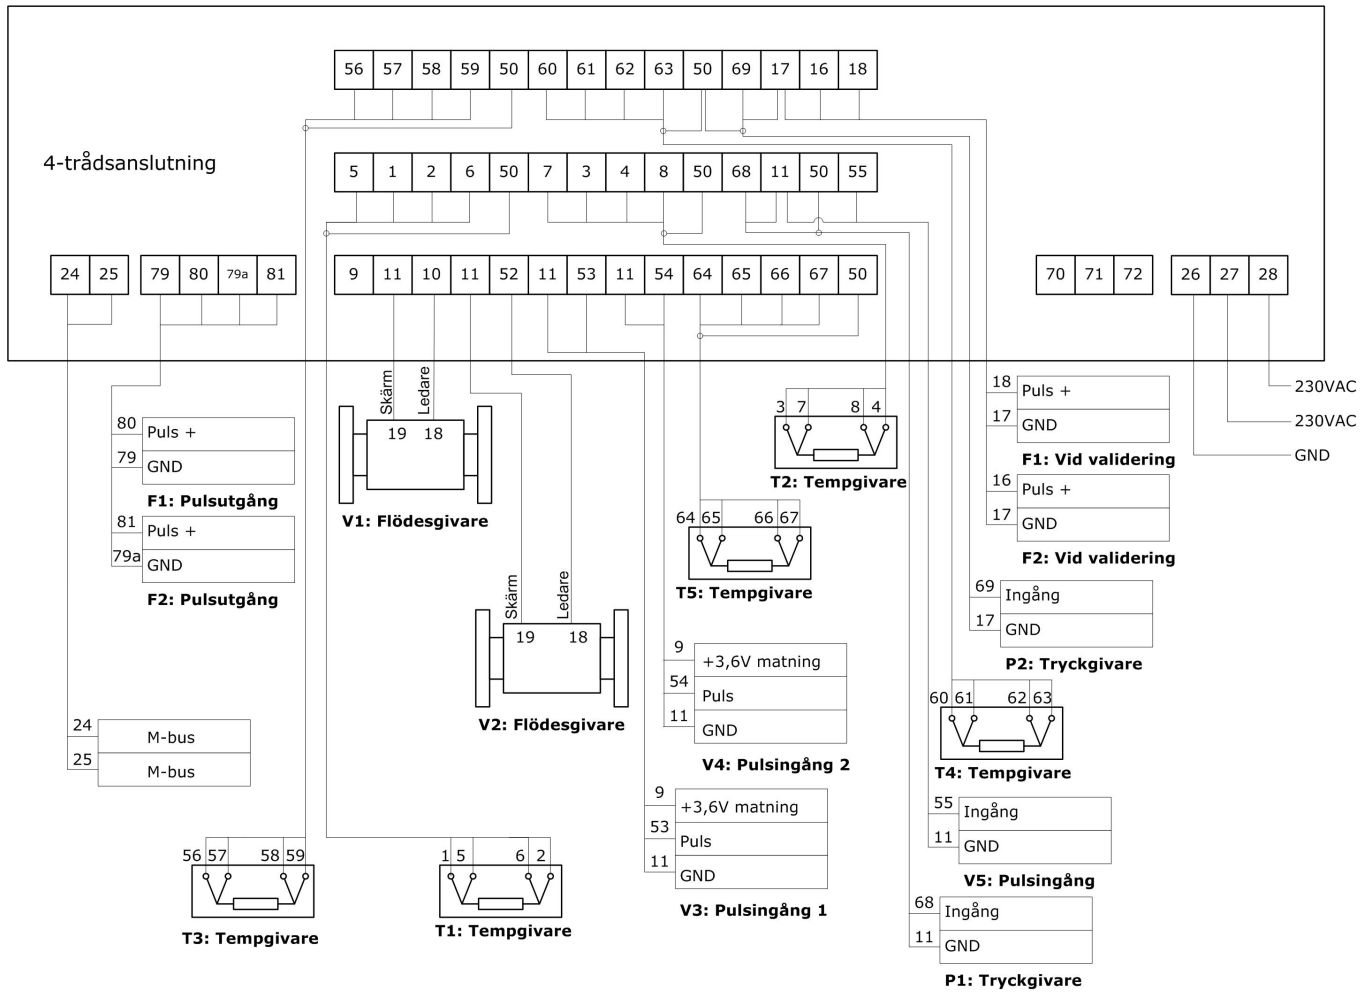 56 57 58 59 50 60 61 62 63 50 69 17 16 18
4-trådsanslutning
5 1 2 6 50 7 3 4 8 50 68 11 50 55
24 25 79 80 79a 81 9 11 10 11 52 11 53 11 54 64 65 66 67 50 70 71 72 26 27 28
80 Puls +
79 GND
F1: Pulsutgång
81 Puls +
79a GND
F2: Pulsutgång
Skärm Ledare
19 18
V1: Flödesgivare
Skärm Ledare
19 18
V2: Flödesgivare
3 7 8 4
T2: Tempgivare
64 65 66 67
T5: Tempgivare
18 Puls +
17 GND
F1: Vid validering
16 Puls +
17 GND
F2: Vid validering
230VAC
230VAC
GND
69 Ingång
17 GND
P2: Tryckgivare
9 +3,6V matning
54 Puls
11 GND
V4: Pulsingång 2
60 61 62 63
T4: Tempgivare
24 M-bus
25 M-bus
9 +3,6V matning
53 Puls
11 GND
V3: Pulsingång 1
55 Ingång
11 GND
V5: Pulsingång
56 57 58 59
T3: Tempgivare
1 5 6 2
T1: Tempgivare
68 Ingång
11 GND
P1: Tryckgivare